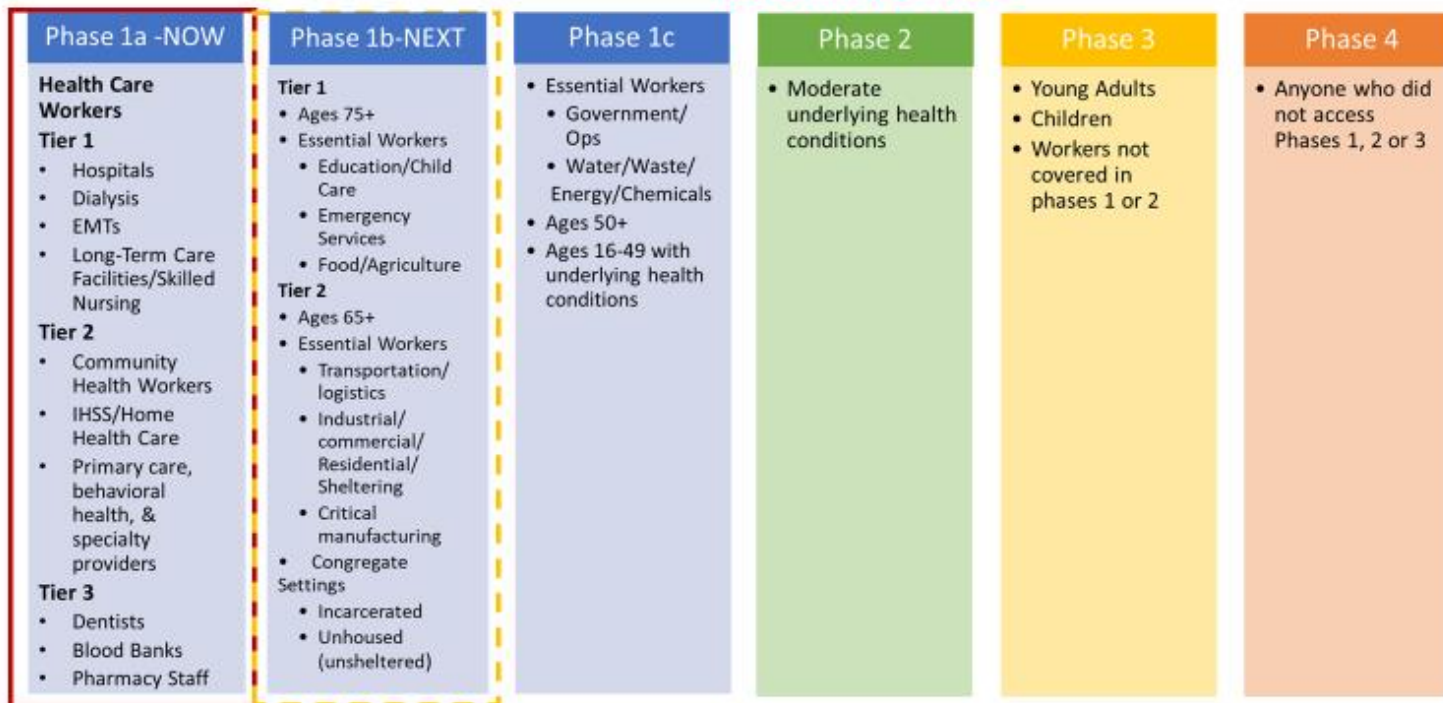 Phase 1a -NOW
Health Care
Workers
Tier 1
• Hospitals
• Dialysis
• EMTs
• Long-Term Care
Facilities/Skilled
Nursing
Tier 2
• Community
Health Workers
• IHSS/Home
Health Care
• Primary care,
behavioral
health, &
specialty
providers
Tier 3
• Dentists
• Blood Banks
• Pharmacy Staff
Phase 1b-NEXT
Tier 1
• Ages 75+
• Essential Workers
• Education/Child
Care
• Emergency
Services
• Food/Agriculture
Tier 2
• Ages 65+
• Essential Workers
• Transportation/
logistics
• Industrial/
commercial/
Residential/
Sheltering
• Critical
manufacturing
• Congregate
Settings
• Incarcerated
• Unhoused
(unsheltered)
Phase 1c
• Essential Workers
• Government/
Ops
• Water/Waste/
Energy/Chemicals
• Ages 50+
• Ages 16-49 with
underlying health
conditions
Phase 2
• Moderate
underlying health
conditions
Phase 3
• Young Adults
• Children
• Workers not
covered in
phases 1 or 2
Phase 4
• Anyone who did
not access
Phases 1, 2 or 3